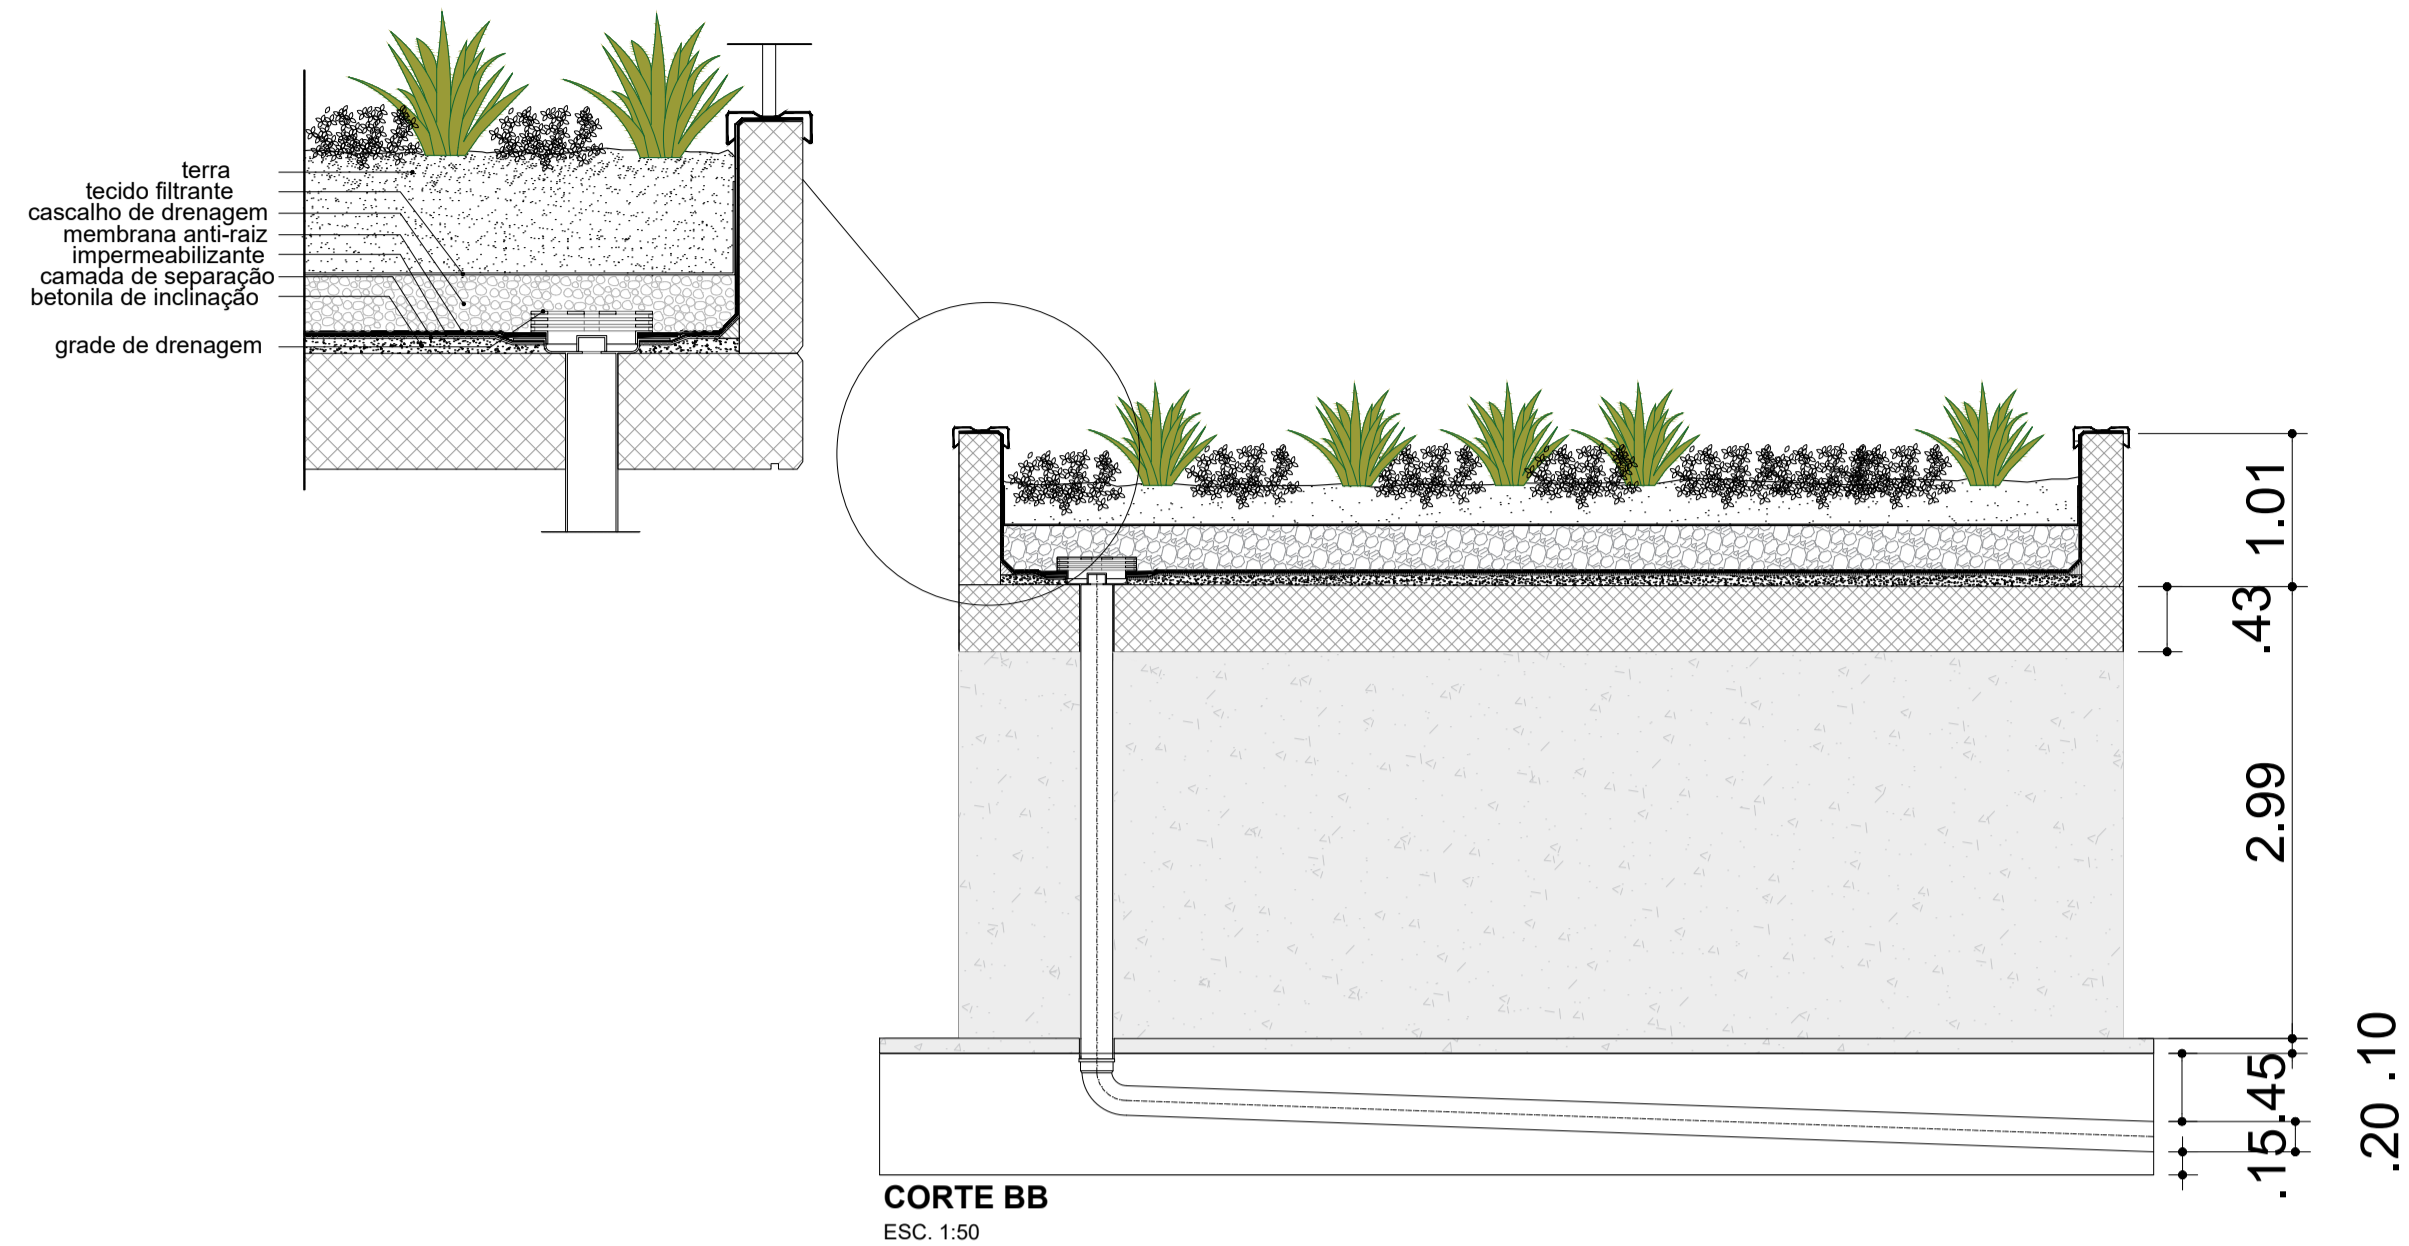 terra
tecido filtrante
cascalho de drenagem
membrana anti-raiz
impermeabilizante
camada de separação
betonila de inclinação
grade de drenagem
1.01
.43
2.99
.10
.45
.20
.15
CORTE BB
ESC. 1:50